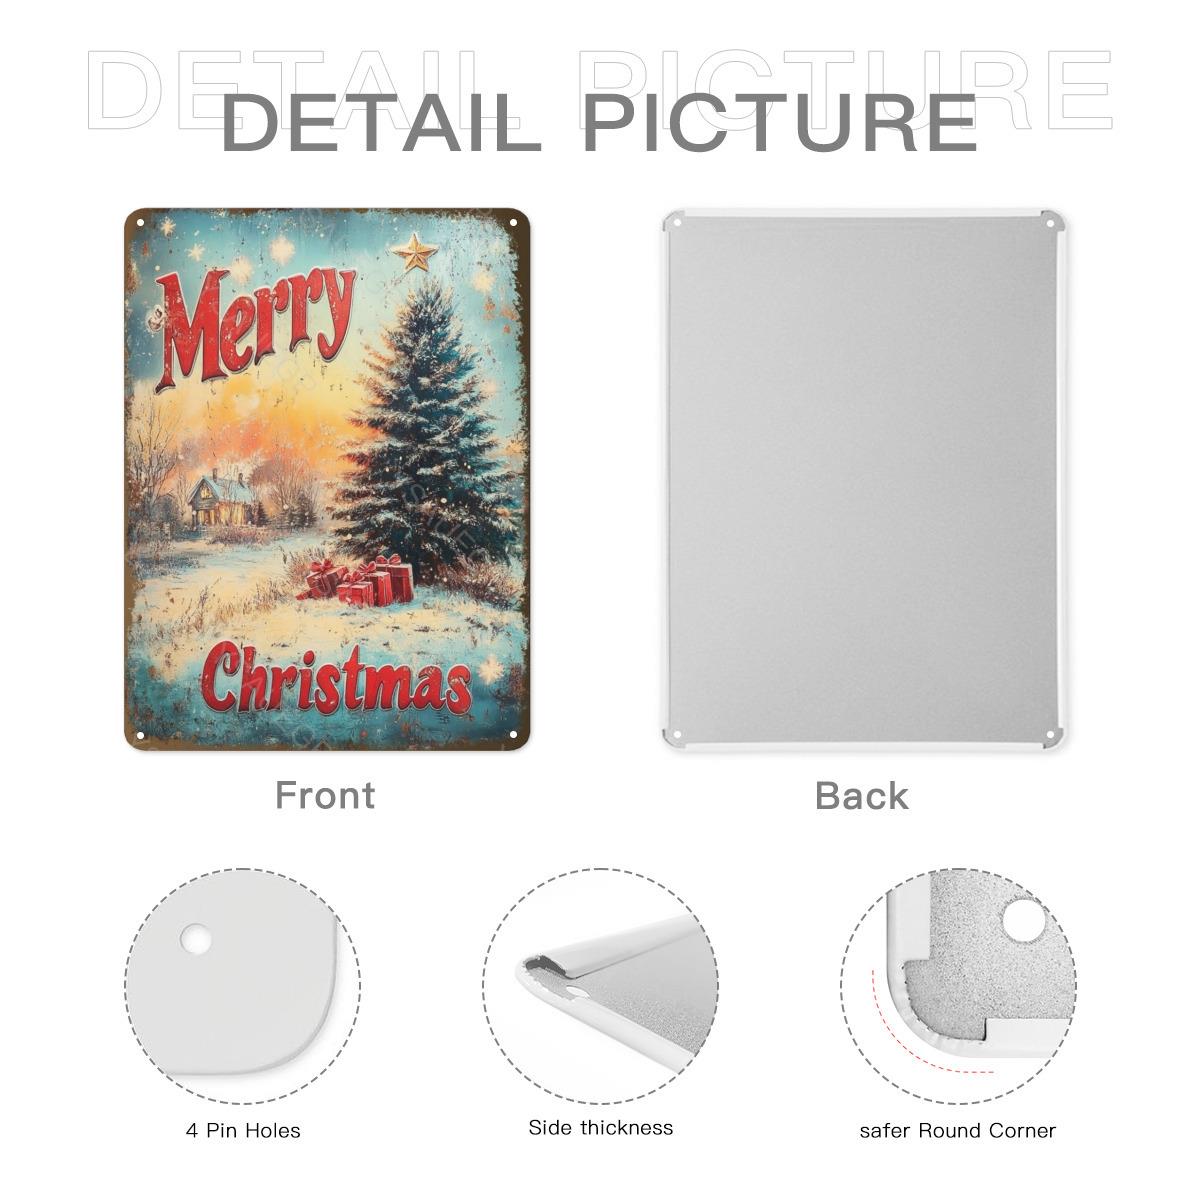 DETAIL PICTURE
DETAIL PICTURE
Merry
Christmas
Front
Back
4 Pin Holes
Side thickness
safer Round Corner